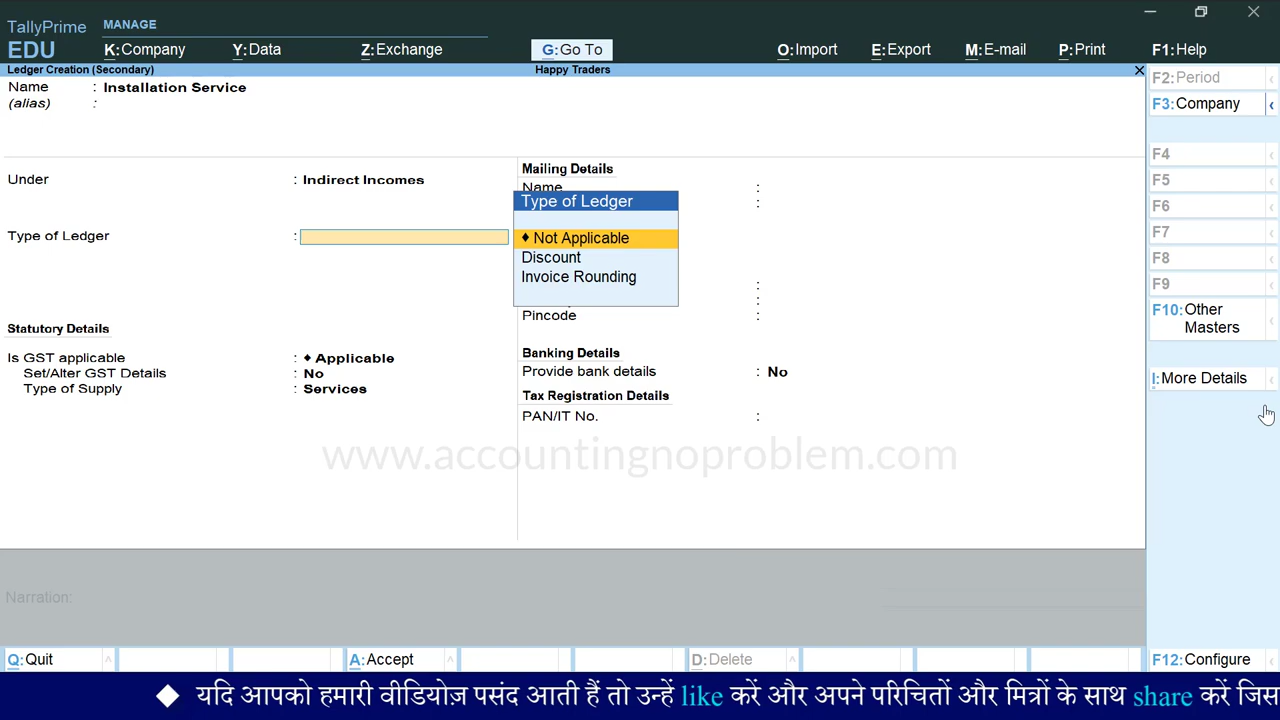 TallyPrime
EDU
MANAGE
K:Company
Y:Data
Z:Exchange
G:Go To
O:Import
E:Export
M:E-mail
P:Print
F1:Help
Ledger Creation (Secondary)
Happy Traders
Name : Installation Service
(alias) :
Under : Indirect Incomes
Type of Ledger :
Statutory Details
Is GST applicable : ♦ Applicable
Set/Alter GST Details : No
Type of Supply : Services
Mailing Details
Name :
:
:
:
Pincode :
Type of Ledger
♦ Not Applicable
Discount
Invoice Rounding
Banking Details
Provide bank details : No
Tax Registration Details
PAN/IT No. :
www.accountingnoproblem.com
Narration:
F2:Period
F3:Company
F4
F5
F6
F7
F8
F9
F10:Other
Masters
I:More Details
Q:Quit
A:Accept
D:Delete
F12:Configure
◆ यदि आपको हमारी वीडियोज़ पसंद आती हैं तो उन्हें like करें और अपने परिचितों और मित्रों के साथ share करें जिस